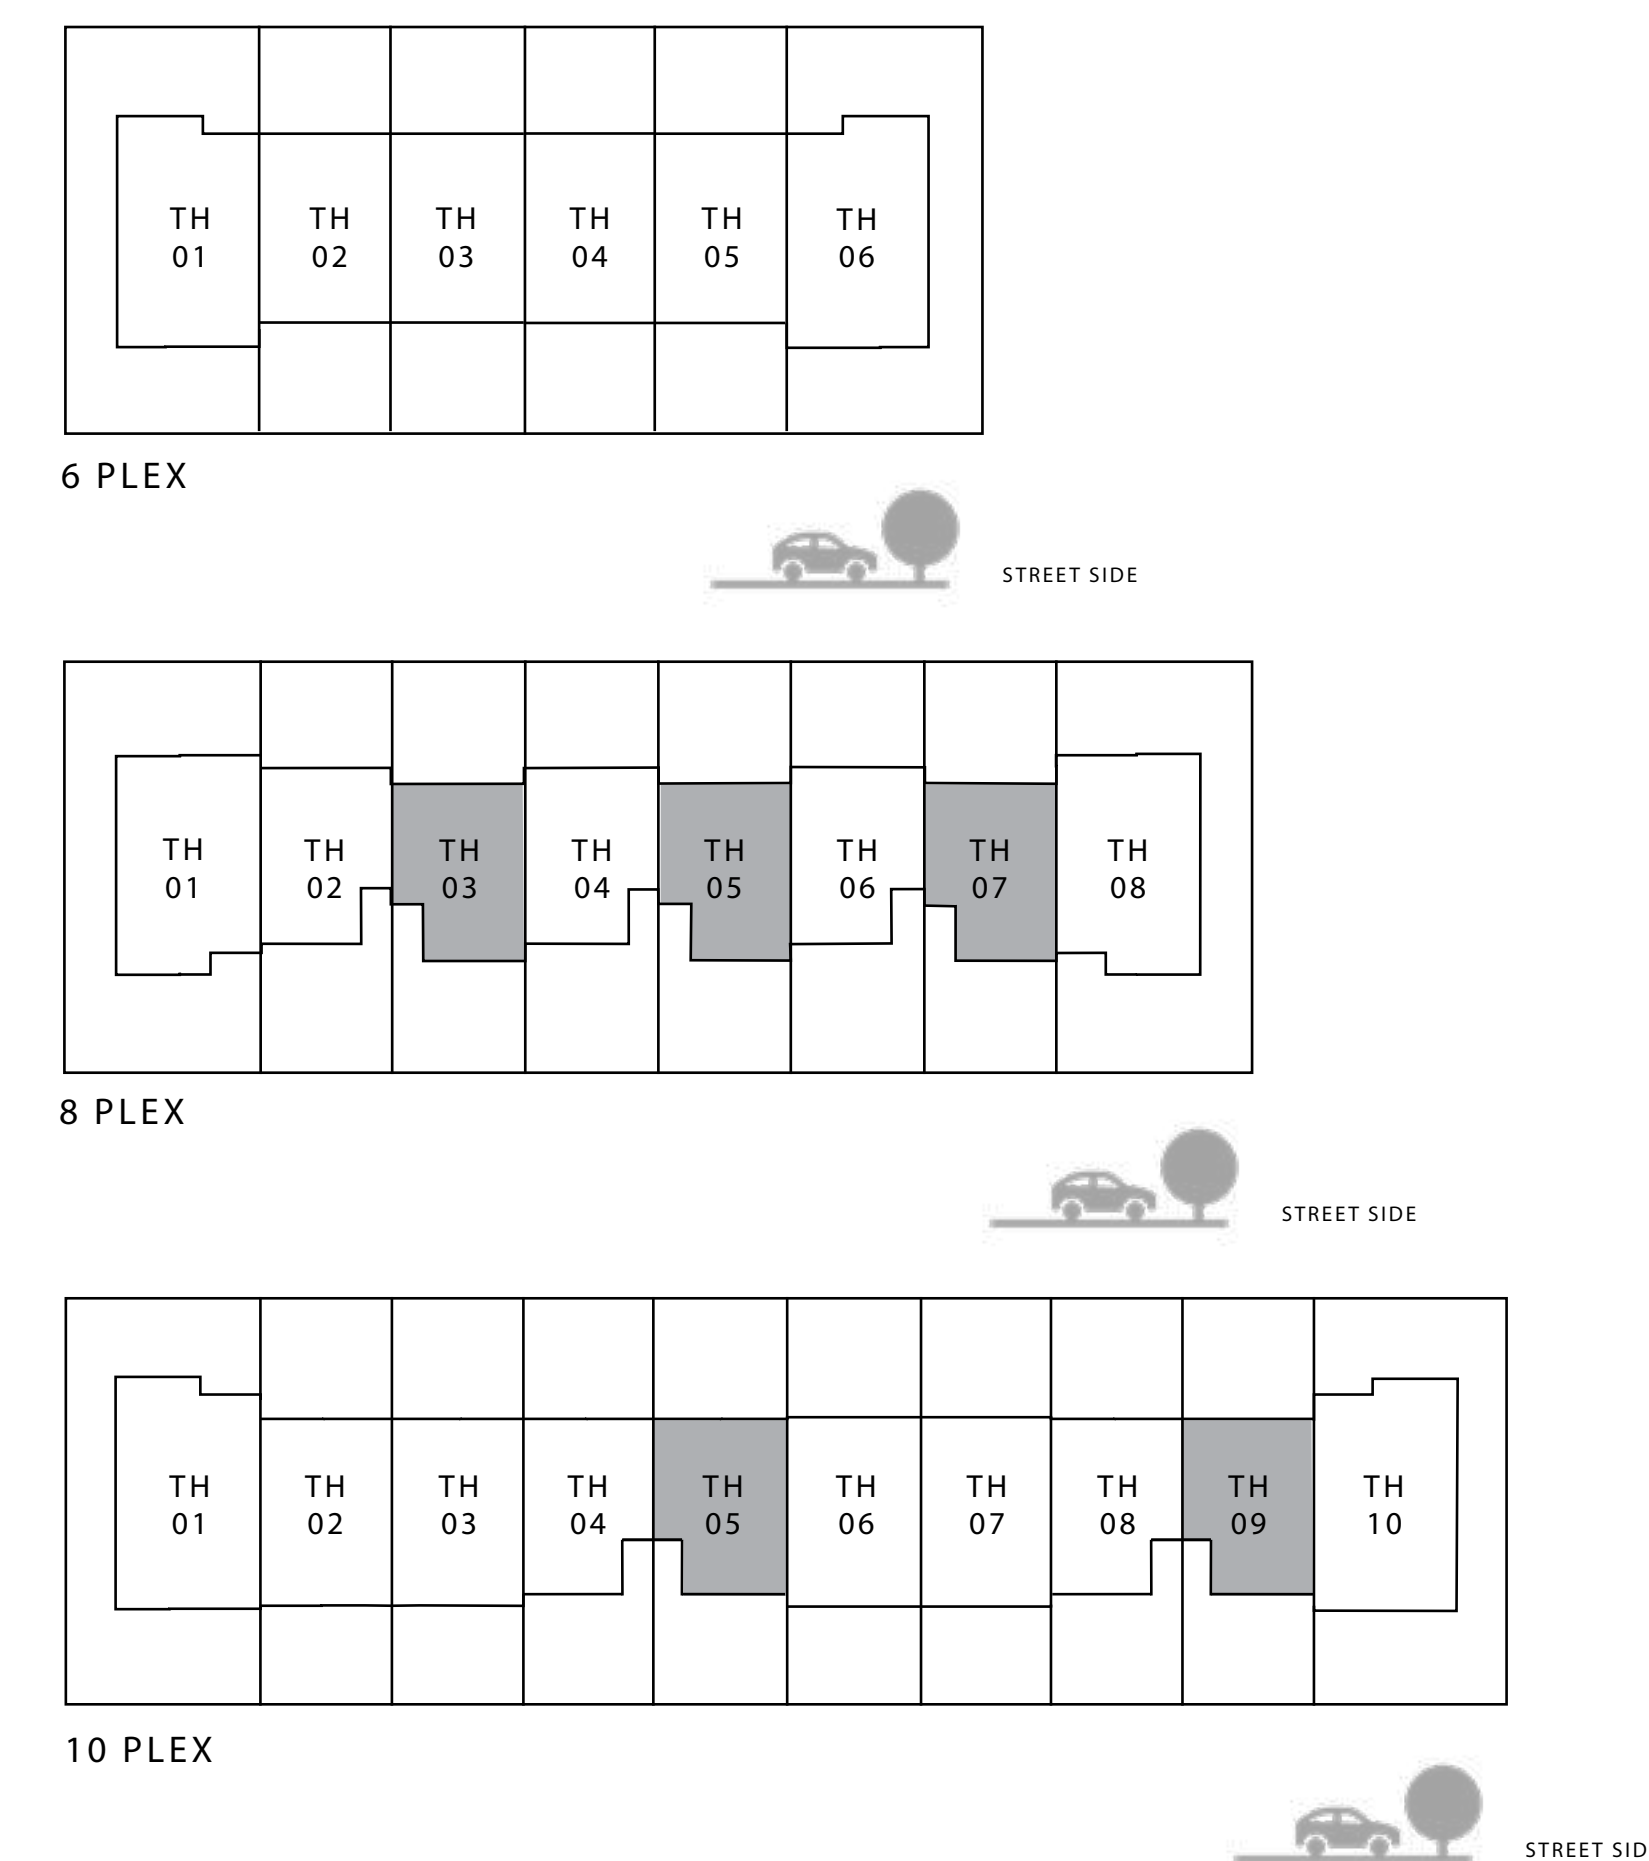 TH TH TH TH TH TH
01 02 03 04 05 06
6 PLEX
STREET SIDE
TH TH TH TH TH TH TH TH
01 02 03 04 05 06 07 08
8 PLEX
STREET SIDE
TH TH TH TH TH TH TH TH TH TH
01 02 03 04 05 06 07 08 09 10
10 PLEX
STREET SID